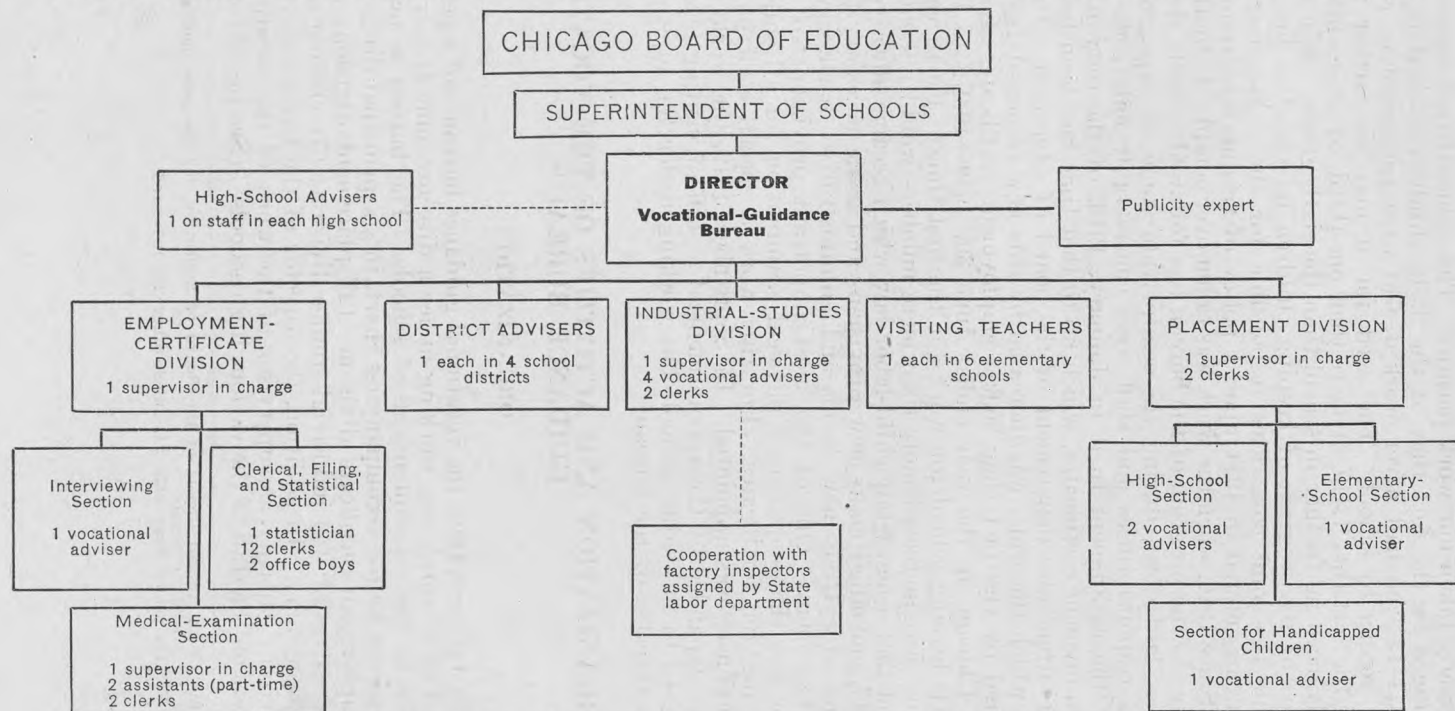 CHICAGO BOARD OF EDUCATION
SUPERINTENDENT OF SCHOOLS
High-School Advisers
1 on staff in each high school
DIRECTOR
Vocational-Guidance
Bureau
Publicity expert
EMPLOYMENT-
CERTIFICATE
DIVISION
1 supervisor in charge
DISTRICT ADVISERS
1 each in 4 school
districts
INDUSTRIAL-STUDIES
DIVISION
1 supervisor in charge
4 vocational advisers
2 clerks
VISITING TEACHERS
1 each in 6 elementary
schools
PLACEMENT DIVISION
1 supervisor in charge
2 clerks
Interviewing
Section
1 vocational
adviser
Clerical, Filing,
and Statistical
Section
1 statistician
12 clerks
2 office boys
Medical-Examination
Section
1 supervisor in charge
2 assistants (part-time)
2 clerks
Cooperation with
factory inspectors
assigned by State
labor department
High-School
Section
2 vocational
advisers
Elementary-
School Section
1 vocational
adviser
Section for Handicapped
Children
1 vocational adviser